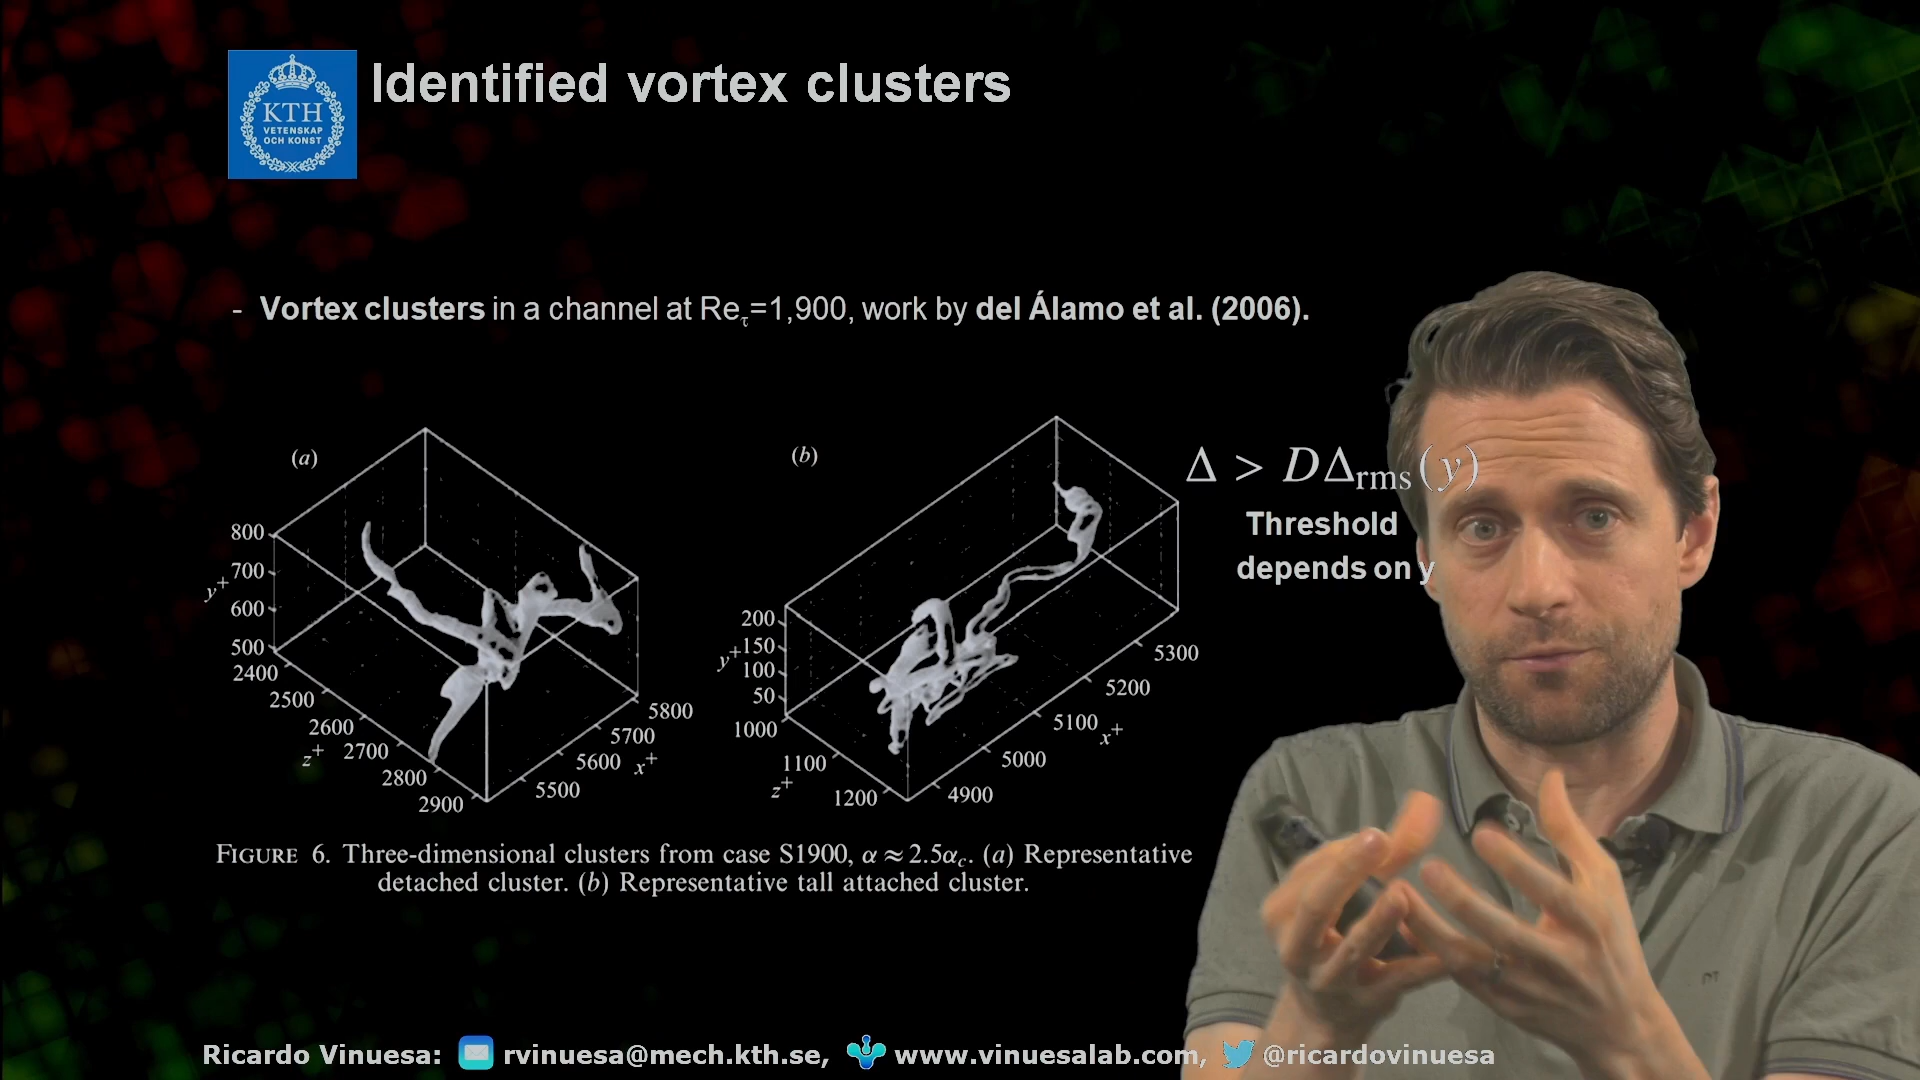 KTH
VETENSKAP
OCH KONST
Identified vortex clusters
- Vortex clusters in a channel at Reτ=1,900, work by del Álamo et al. (2006).
(a)
800
700
y+
600
500
2400
2500
2600
z+
2700
2800
2900
5800
5700
5600
x+
5500
(b)
200
y+
150
100
50
1000
1100
z+
1200
5300
5200
5100
x+
5000
4900
Δ > DΔrms(y)
Threshold
depends on y
FIGURE 6. Three-dimensional clusters from case S1900, α ≈ 2.5αc. (a) Representative
detached cluster. (b) Representative tall attached cluster.
Ricardo Vinuesa: rvinuesa@mech.kth.se, www.vinuesalab.com, @ricardovinuesa